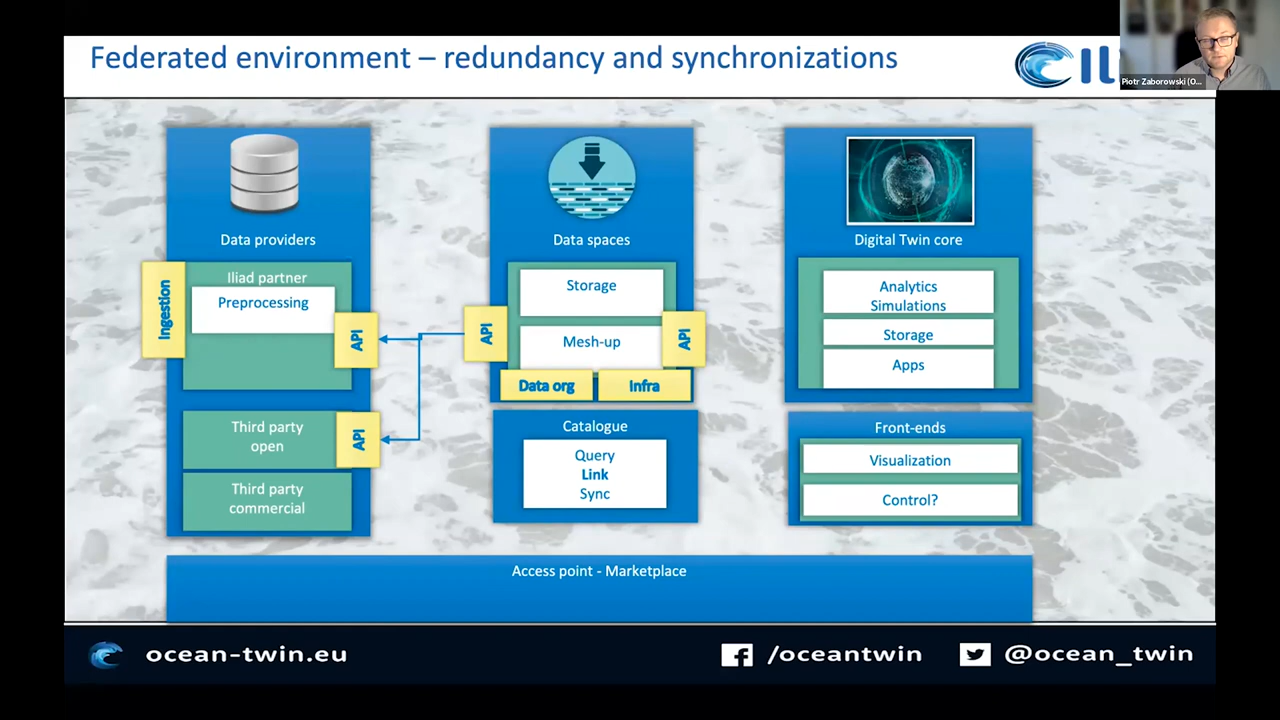 Federated environment – redundancy and synchronizations
Piotr Zaborowski (O...
Data providers
Ingestion
Iliad partner
Preprocessing
API
Third party
open
API
Third party
commercial
Data spaces
API
Storage
Mesh-up
API
Data org
Infra
Catalogue
Query
Link
Sync
Digital Twin core
Analytics
Simulations
Storage
Apps
Front-ends
Visualization
Control?
Access point - Marketplace
ocean-twin.eu
/oceantwin
@ocean_twin